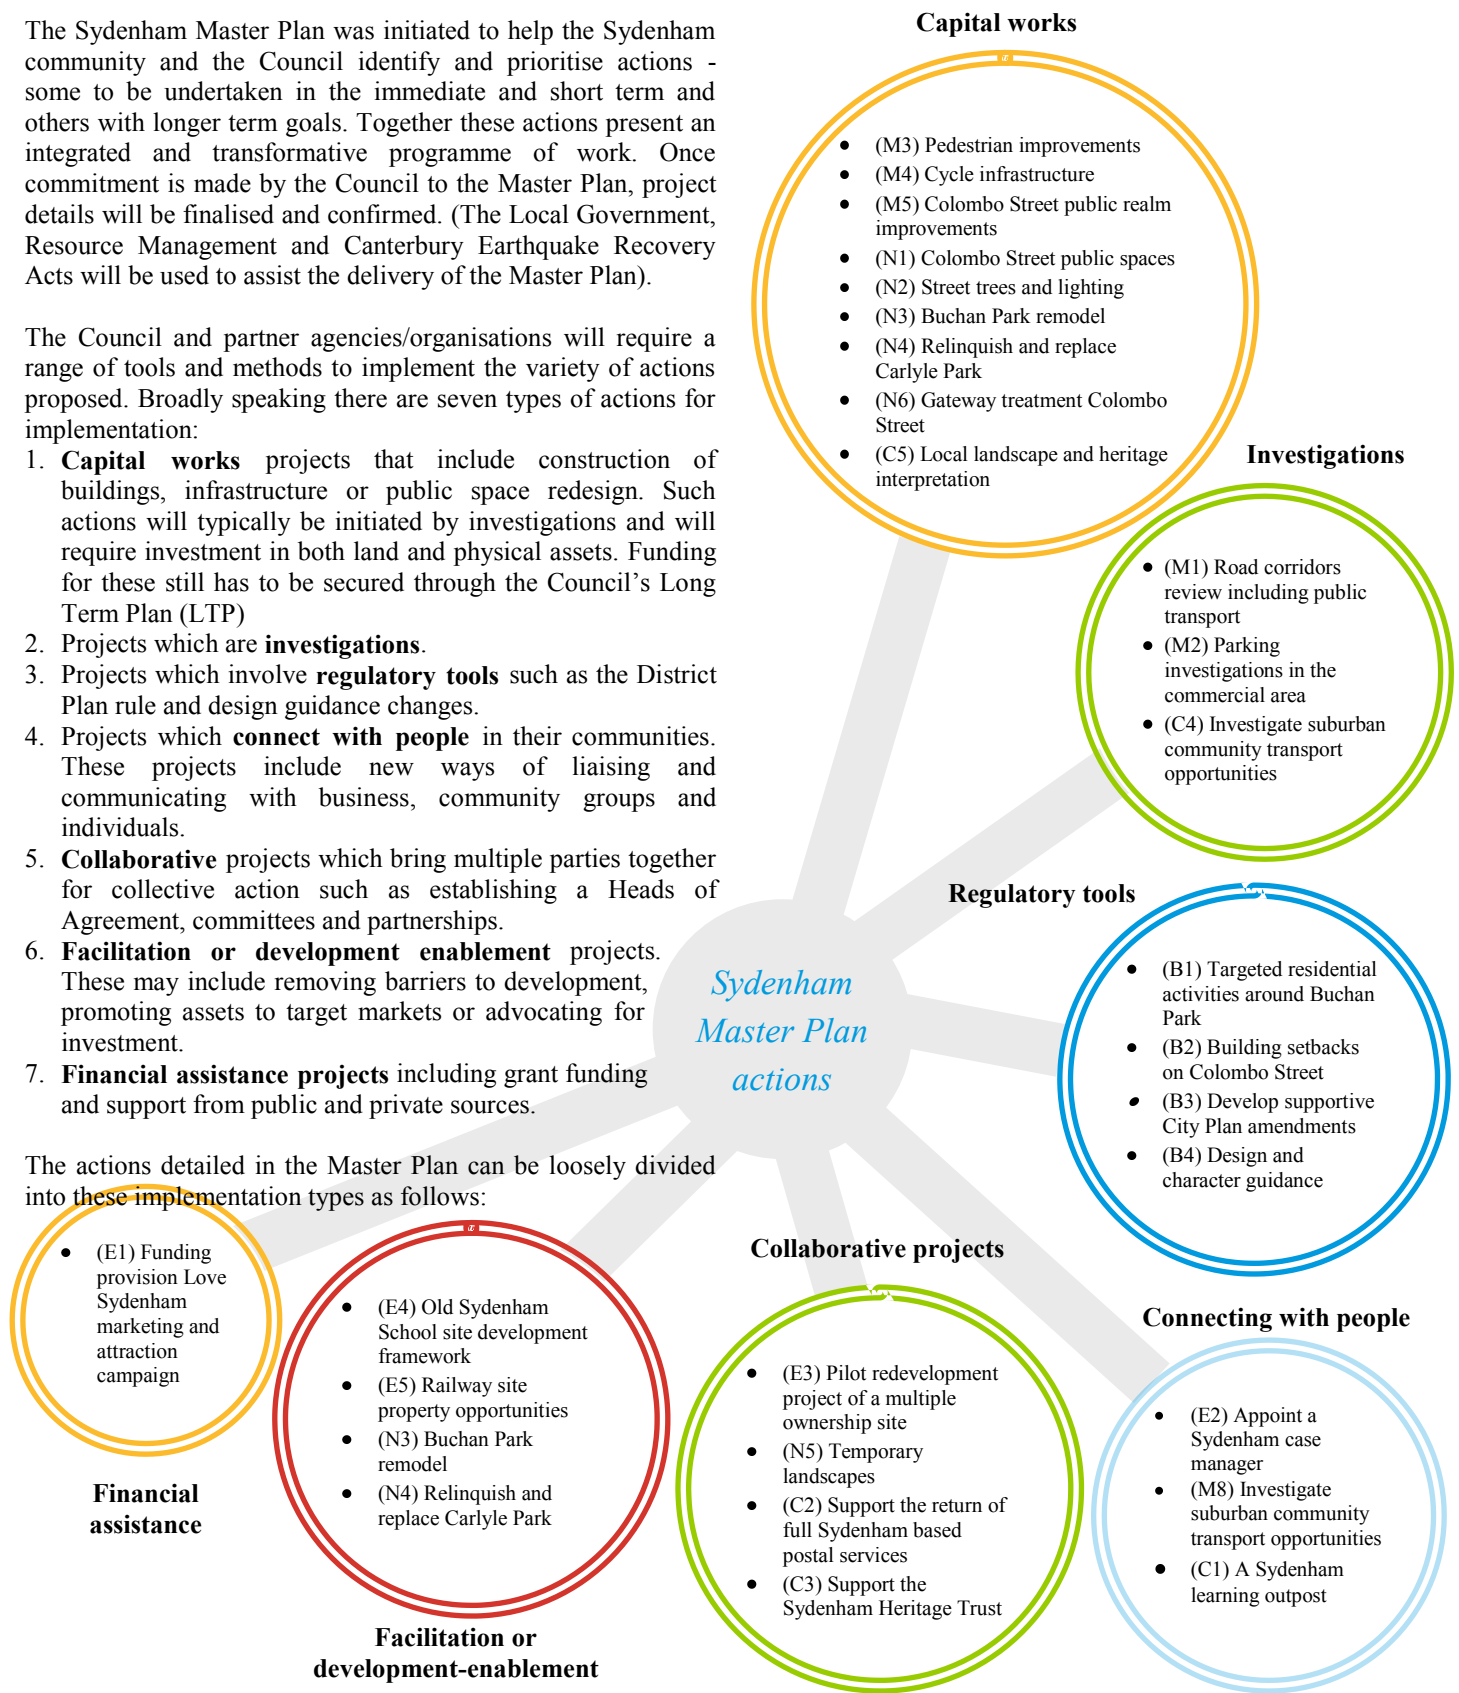 The Sydenham Master Plan was initiated to help the Sydenham
community and the Council identify and prioritise actions -
some to be undertaken in the immediate and short term and
others with longer term goals. Together these actions present an
integrated and transformative programme of work. Once
commitment is made by the Council to the Master Plan, project
details will be finalised and confirmed. (The Local Government,
Resource Management and Canterbury Earthquake Recovery
Acts will be used to assist the delivery of the Master Plan).
The Council and partner agencies/organisations will require a
range of tools and methods to implement the variety of actions
proposed. Broadly speaking there are seven types of actions for
implementation:
1. Capital works projects that include construction of
buildings, infrastructure or public space redesign. Such
actions will typically be initiated by investigations and will
require investment in both land and physical assets. Funding
for these still has to be secured through the Council's Long
Term Plan (LTP)
2. Projects which are investigations.
3. Projects which involve regulatory tools such as the District
Plan rule and design guidance changes.
4. Projects which connect with people in their communities.
These projects include new ways of liaising and
communicating with business, community groups and
individuals.
5. Collaborative projects which bring multiple parties together
for collective action such as establishing a Heads of
Agreement, committees and partnerships.
6. Facilitation or development enablement projects.
These may include removing barriers to development,
promoting assets to target markets or advocating for
investment.
7. Financial assistance projects including grant funding
and support from public and private sources.
The actions detailed in the Master Plan can be loosely divided
into these implementation types as follows:
Sydenham
Master Plan
actions
Capital works
• (M3) Pedestrian improvements
• (M4) Cycle infrastructure
• (M5) Colombo Street public realm
improvements
• (N1) Colombo Street public spaces
• (N2) Street trees and lighting
• (N3) Buchan Park remodel
• (N4) Relinquish and replace
Carlyle Park
• (N6) Gateway treatment Colombo
Street
• (C5) Local landscape and heritage
interpretation
Investigations
• (M1) Road corridors
review including public
transport
• (M2) Parking
investigations in the
commercial area
• (C4) Investigate suburban
community transport
opportunities
Regulatory tools
• (B1) Targeted residential
activities around Buchan
Park
• (B2) Building setbacks
on Colombo Street
• (B3) Develop supportive
City Plan amendments
• (B4) Design and
character guidance
Connecting with people
• (E2) Appoint a
Sydenham case
manager
• (M8) Investigate
suburban community
transport opportunities
• (C1) A Sydenham
learning outpost
Collaborative projects
• (E3) Pilot redevelopment
project of a multiple
ownership site
• (N5) Temporary
landscapes
• (C2) Support the return of
full Sydenham based
postal services
• (C3) Support the
Sydenham Heritage Trust
• (E4) Old Sydenham
School site development
framework
• (E5) Railway site
property opportunities
• (N3) Buchan Park
remodel
• (N4) Relinquish and
replace Carlyle Park
Facilitation or
development-enablement
• (E1) Funding
provision Love
Sydenham
marketing and
attraction
campaign
Financial
assistance